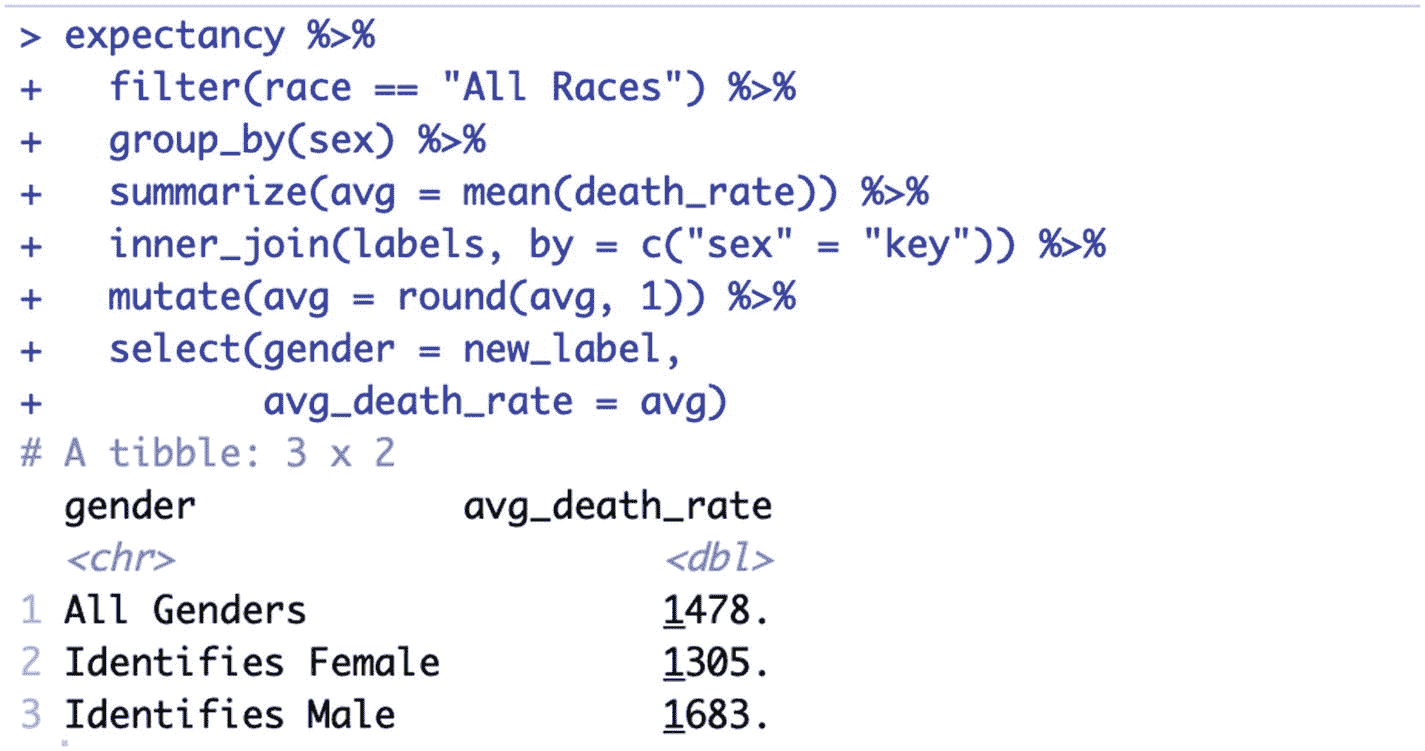 > expectancy %>%
+   filter(race == "All Races") %>%
+   group_by(sex) %>%
+   summarize(avg = mean(death_rate)) %>%
+   inner_join(labels, by = c("sex" = "key")) %>%
+   mutate(avg = round(avg, 1)) %>%
+   select(gender = new_label,
+          avg_death_rate = avg)
# A tibble: 3 x 2
  gender            avg_death_rate
  <chr>                      <dbl>
1 All Genders                1478.
2 Identifies Female          1305.
3 Identifies Male            1683.